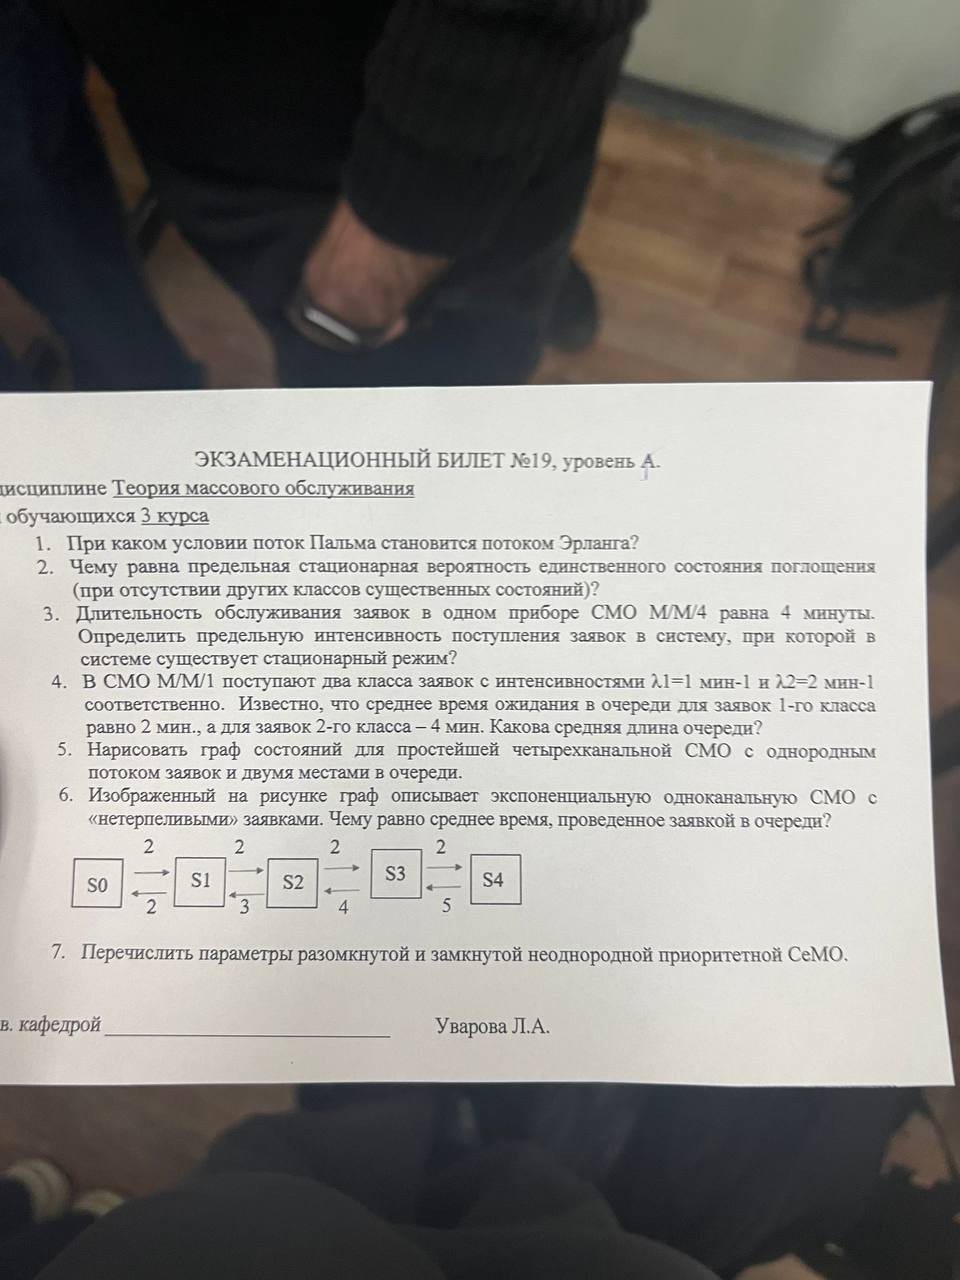 ЭКЗАМЕНАЦИОННЫЙ БИЛЕТ №19, уровень А.
дисциплине Теория массового обслуживания
обучающихся 3 курса
1. При каком условии поток Пальма становится потоком Эрланга?
2. Чему равна предельная стационарная вероятность единственного состояния поглощения
(при отсутствии других классов существенных состояний)?
3. Длительность обслуживания заявок в одном приборе СМО М/М/4 равна 4 минуты.
Определить предельную интенсивность поступления заявок в систему, при которой в
системе существует стационарный режим?
4. В СМО М/М/1 поступают два класса заявок с интенсивностями λ1=1 мин-1 и λ2=2 мин-1
соответственно. Известно, что среднее время ожидания в очереди для заявок 1-го класса
равно 2 мин., а для заявок 2-го класса – 4 мин. Какова средняя длина очереди?
5. Нарисовать граф состояний для простейшей четырехканальной СМО с однородным
потоком заявок и двумя местами в очереди.
6. Изображенный на рисунке граф описывает экспоненциальную одноканальную СМО с
«нетерпеливыми» заявками. Чему равно среднее время, проведенное заявкой в очереди?
2 2 2 2
S0 S1 S2 S3 S4
2 3 4 5
7. Перечислить параметры разомкнутой и замкнутой неоднородной приоритетной СеМО.
в. кафедрой Уварова Л.А.